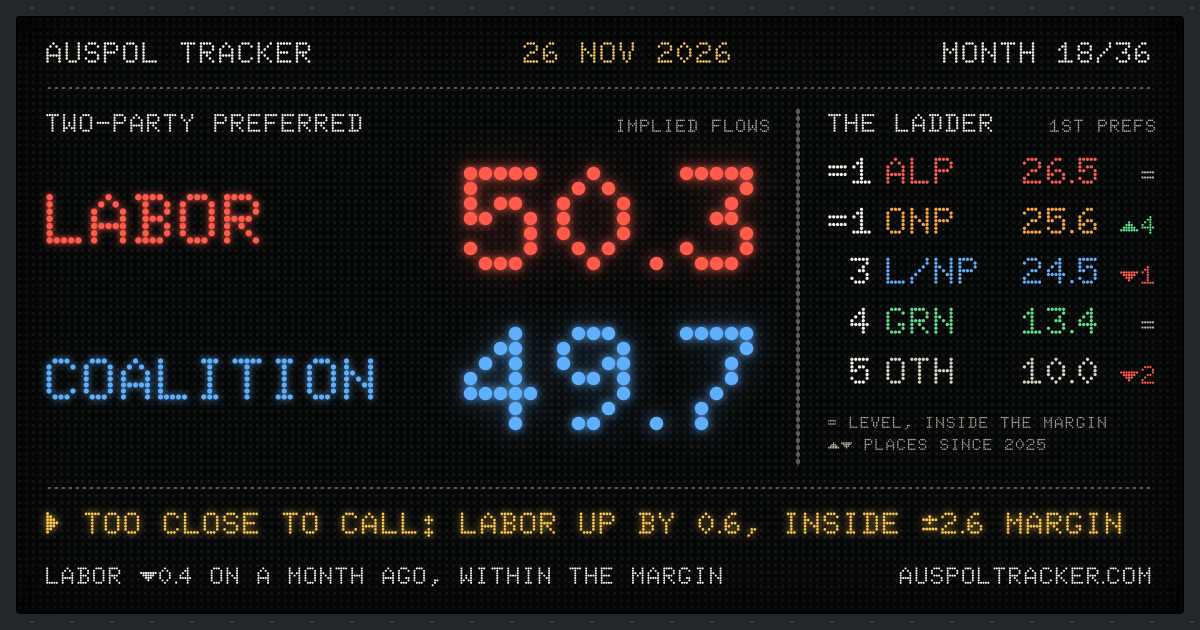 AUSPOL TRACKER 26 NOV 2026 MONTH 18/36
TWO-PARTY PREFERRED IMPLIED FLOWS
LABOR 50.3
COALITION 49.7
THE LADDER 1ST PREFS
=1 ALP 26.5 =
=1 ONP 25.6 ▲4
3 L/NP 24.5 ▼1
4 GRN 13.4 =
5 OTH 10.0 ▼2
= LEVEL, INSIDE THE MARGIN
▲▼ PLACES SINCE 2025
▶ TOO CLOSE TO CALL: LABOR UP BY 0.6, INSIDE ±2.6 MARGIN
LABOR ▼0.4 ON A MONTH AGO, WITHIN THE MARGIN AUSPOLTRACKER.COM